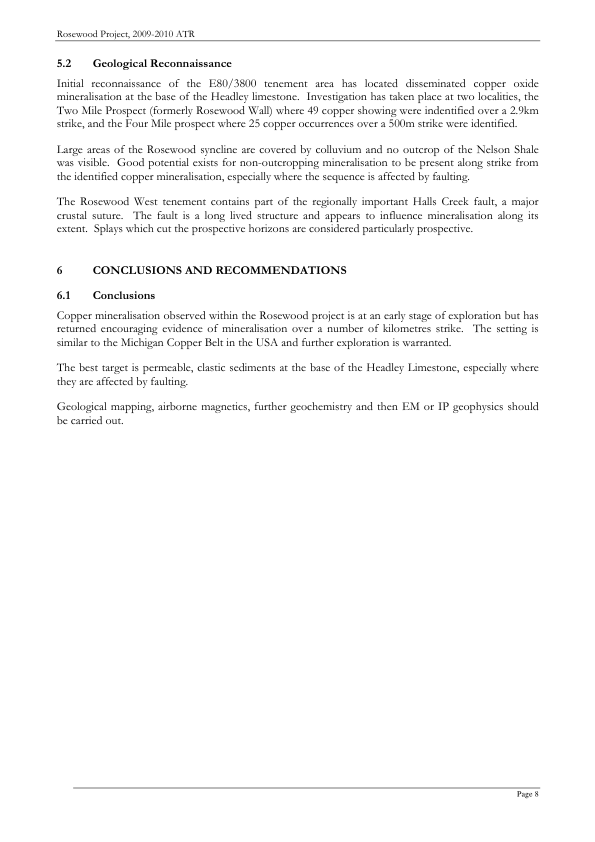 Rosewood Project, 2009-2010 ATR
5.2 Geological Reconnaissance
Initial reconnaissance of the E80/3800 tenement area has located disseminated copper oxide
mineralisation at the base of the Headley limestone. Investigation has taken place at two localities, the
Two Mile Prospect (formerly Rosewood Wall) where 49 copper showing were indentified over a 2.9km
strike, and the Four Mile prospect where 25 copper occurrences over a 500m strike were identified.
Large areas of the Rosewood syncline are covered by colluvium and no outcrop of the Nelson Shale
was visible. Good potential exists for non-outcropping mineralisation to be present along strike from
the identified copper mineralisation, especially where the sequence is affected by faulting.
The Rosewood West tenement contains part of the regionally important Halls Creek fault, a major
crustal suture. The fault is a long lived structure and appears to influence mineralisation along its
extent. Splays which cut the prospective horizons are considered particularly prospective.
6 CONCLUSIONS AND RECOMMENDATIONS
6.1 Conclusions
Copper mineralisation observed within the Rosewood project is at an early stage of exploration but has
returned encouraging evidence of mineralisation over a number of kilometres strike. The setting is
similar to the Michigan Copper Belt in the USA and further exploration is warranted.
The best target is permeable, clastic sediments at the base of the Headley Limestone, especially where
they are affected by faulting.
Geological mapping, airborne magnetics, further geochemistry and then EM or IP geophysics should
be carried out.
Page 8